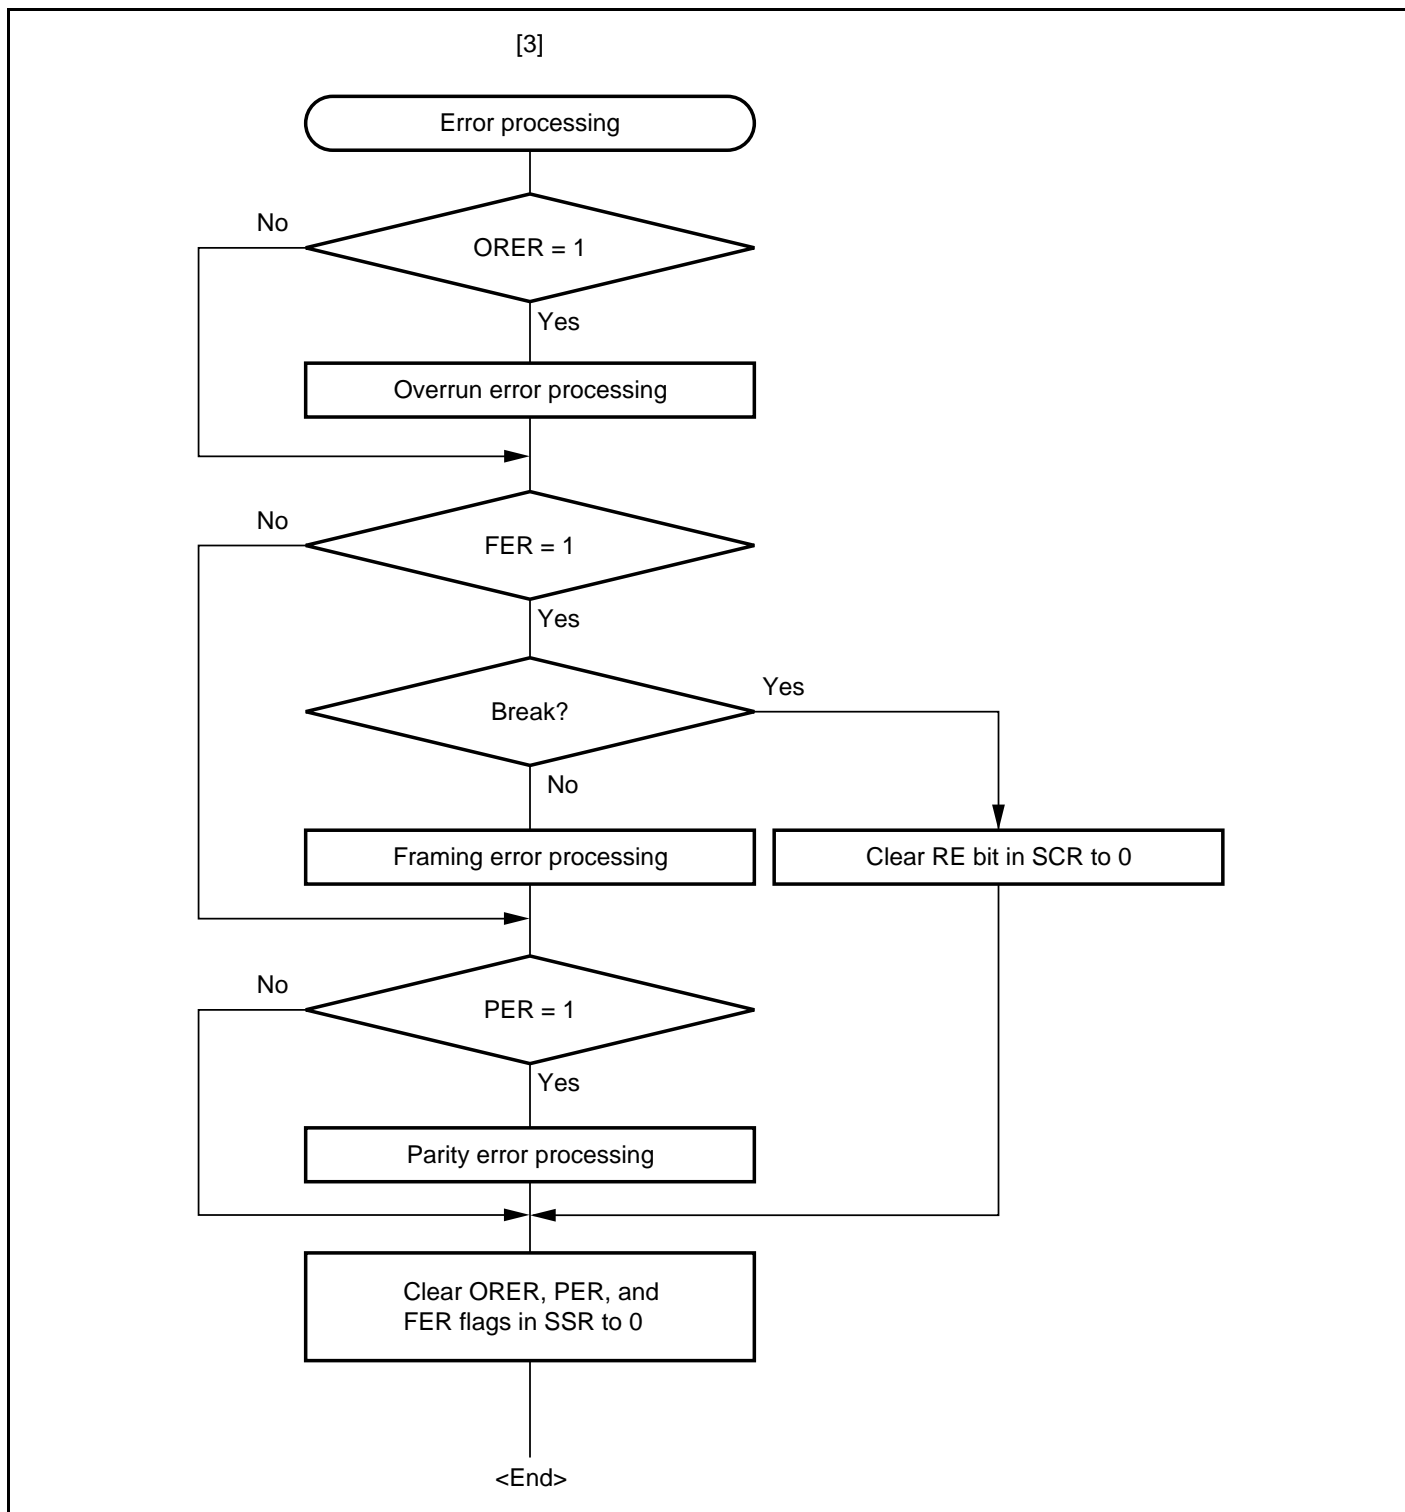 [3]
Error processing
No
ORER = 1
Yes
Overrun error processing
No
FER = 1
Yes
Break?
Yes
No
Framing error processing
Clear RE bit in SCR to 0
No
PER = 1
Yes
Parity error processing
Clear ORER, PER, and
FER flags in SSR to 0
<End>